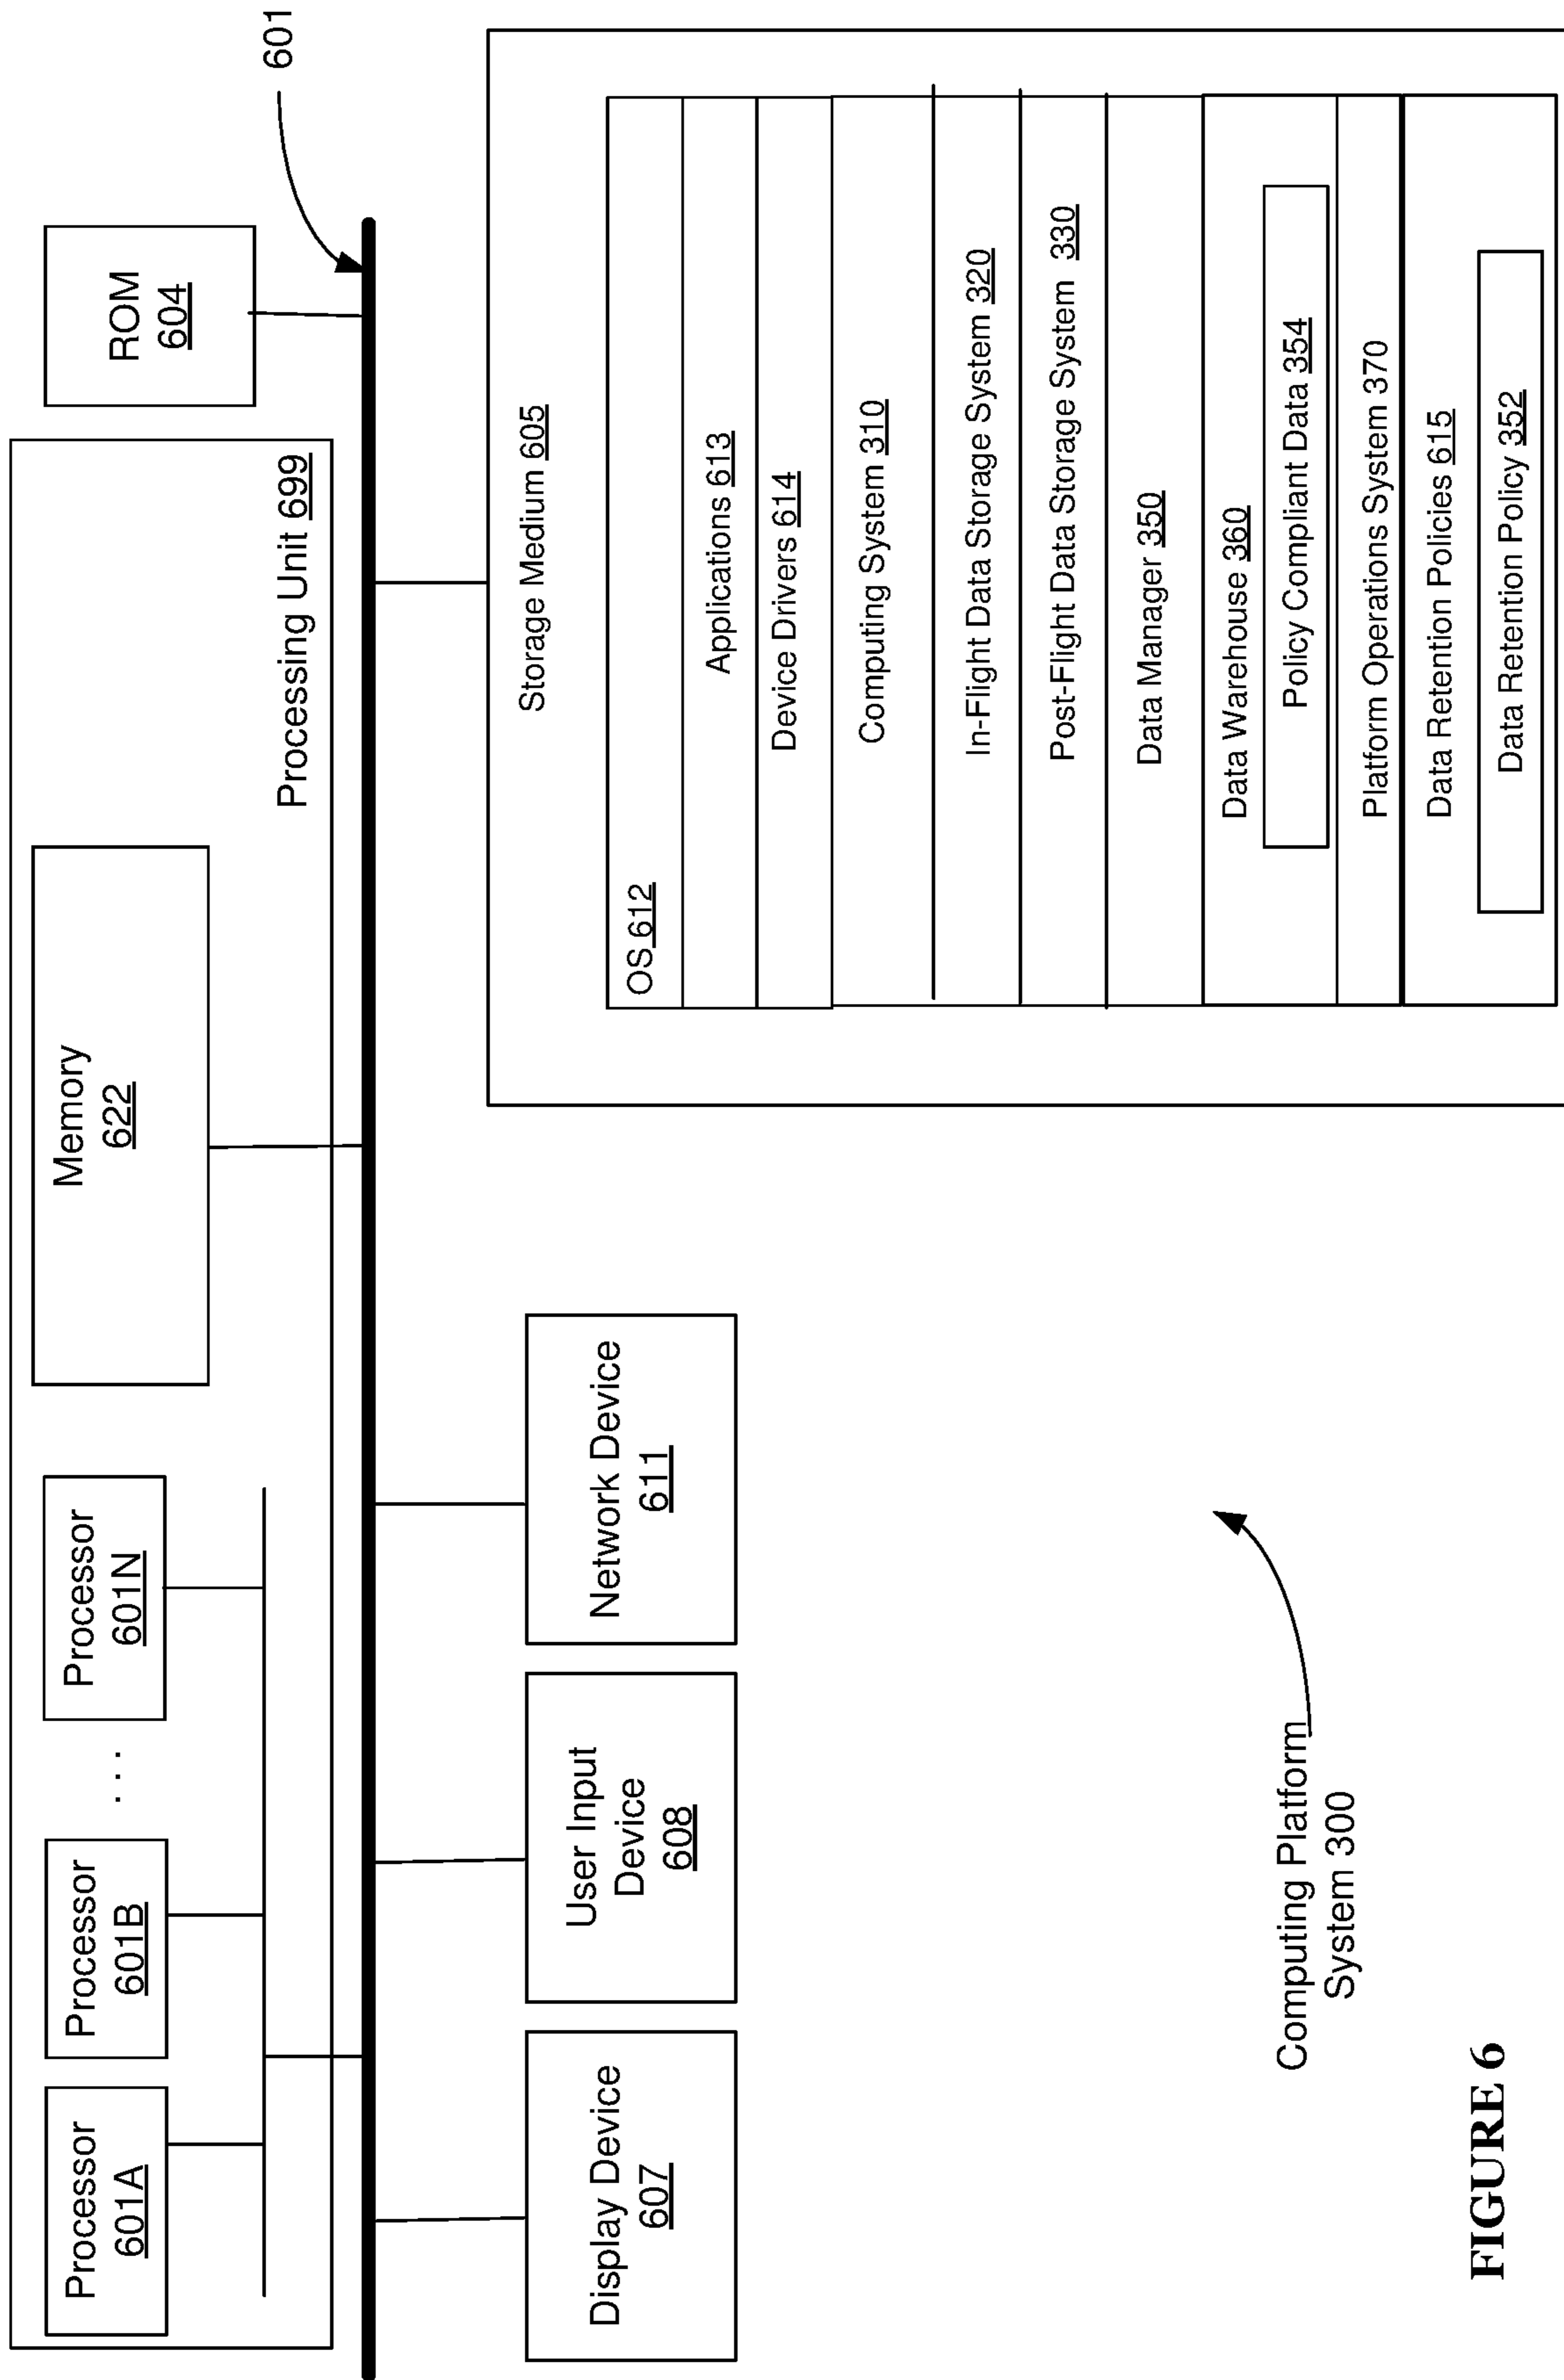 Processor
601A
Processor
601B
. . .
Processor
601N
Memory
622
Processing Unit 699
ROM
604
601
Display Device
607
User Input
Device
608
Network Device
611
Storage Medium 605
OS 612
Applications 613
Device Drivers 614
Computing System 310
In-Flight Data Storage System 320
Post-Flight Data Storage System 330
Data Manager 350
Data Warehouse 360
Policy Compliant Data 354
Platform Operations System 370
Data Retention Policies 615
Data Retention Policy 352
Computing Platform
System 300
FIGURE 6